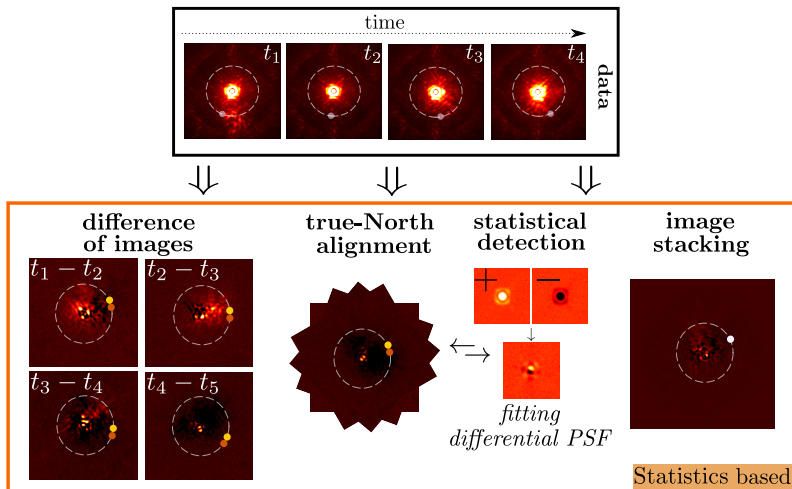 time
t₁
t₂
t₃
t₄
data
difference
of images
true-North
alignment
statistical
detection
image
stacking
t₁ − t₂
t₂ − t₃
t₃ − t₄
t₄ − t₅
+
−
fitting
differential PSF
Statistics based